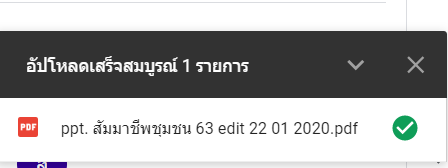 อัปโหลดเสร็จสมบูรณ์ 1 รายการ
PDF ppt. สัมมาชีพชุมชน 63 edit 22 01 2020.pdf